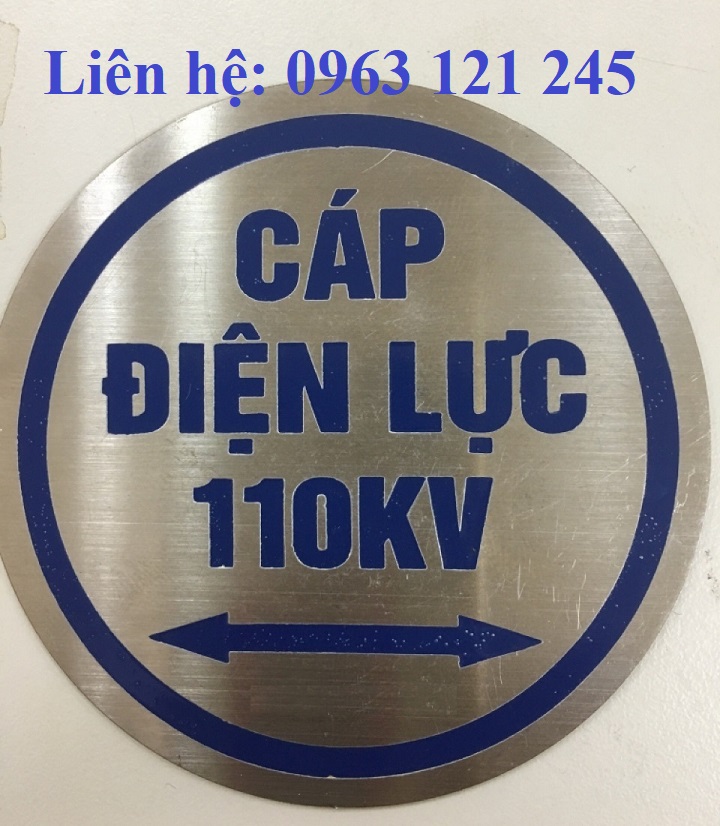 Liên hệ: 0963 121 245
CÁP
ĐIỆN LỰC
110KV